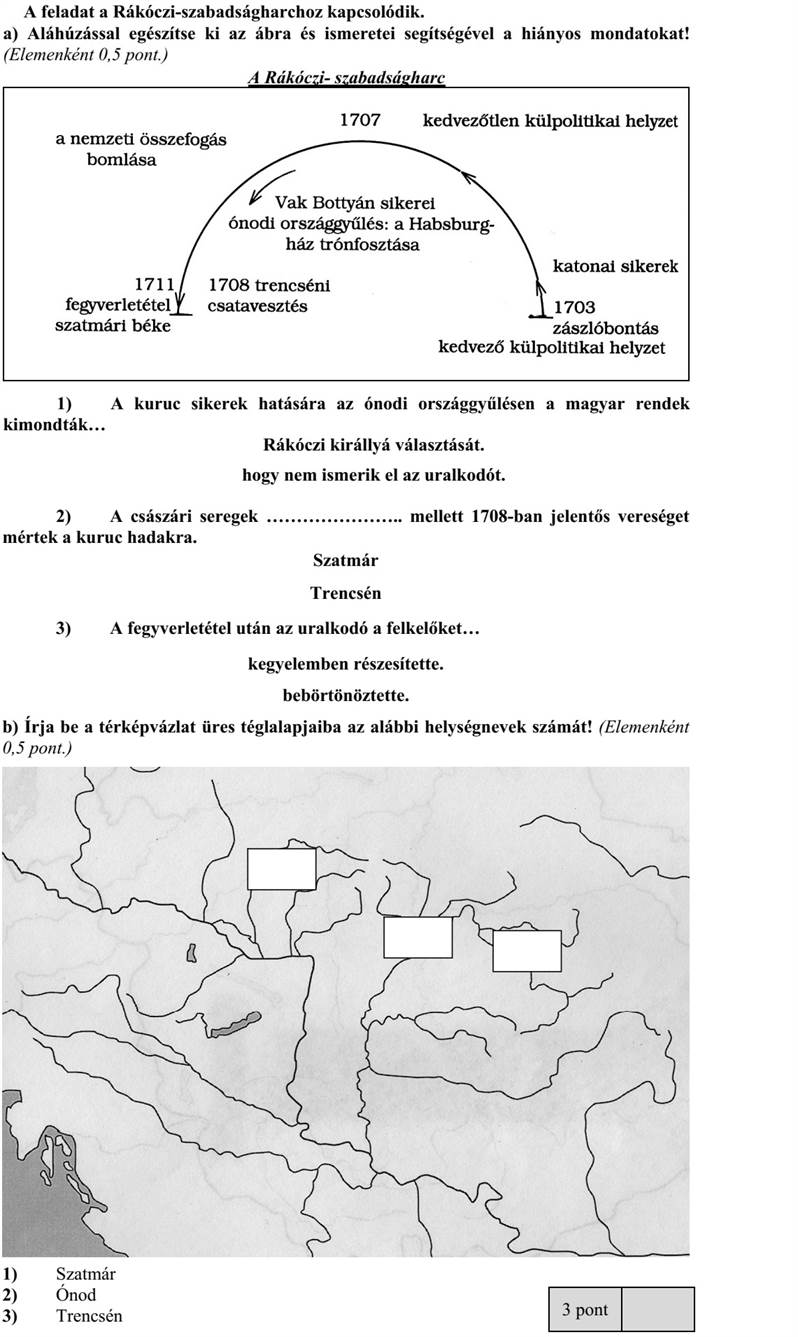 A feladat a Rákóczi-szabadságharchoz kapcsolódik.
a) Aláhúzással egészítse ki az ábra és ismeretei segítségével a hiányos mondatokat!
(Elemenként 0,5 pont.)
A Rákóczi- szabadságharc
1707 kedvezőtlen külpolitikai helyzet
a nemzeti összefogás
bomlása
Vak Bottyán sikerei
ónodi országgyűlés: a Habsburg-
ház trónfosztása
katonai sikerek
1711 1708 trencséni
fegyverletétel csatavesztés
szatmári béke
1703
zászlóbontás
kedvező külpolitikai helyzet
1) A kuruc sikerek hatására az ónodi országgyűlésen a magyar rendek
kimondták…
Rákóczi királlyá választását.
hogy nem ismerik el az uralkodót.
2) A császári seregek ………………….. mellett 1708-ban jelentős vereséget
mértek a kuruc hadakra.
Szatmár
Trencsén
3) A fegyverletétel után az uralkodó a felkelőket…
kegyelemben részesítette.
bebörtönöztette.
b) Írja be a térképvázlat üres téglalapjaiba az alábbi helységnevek számát! (Elemenként
0,5 pont.)
1) Szatmár
2) Ónod
3) Trencsén
3 pont